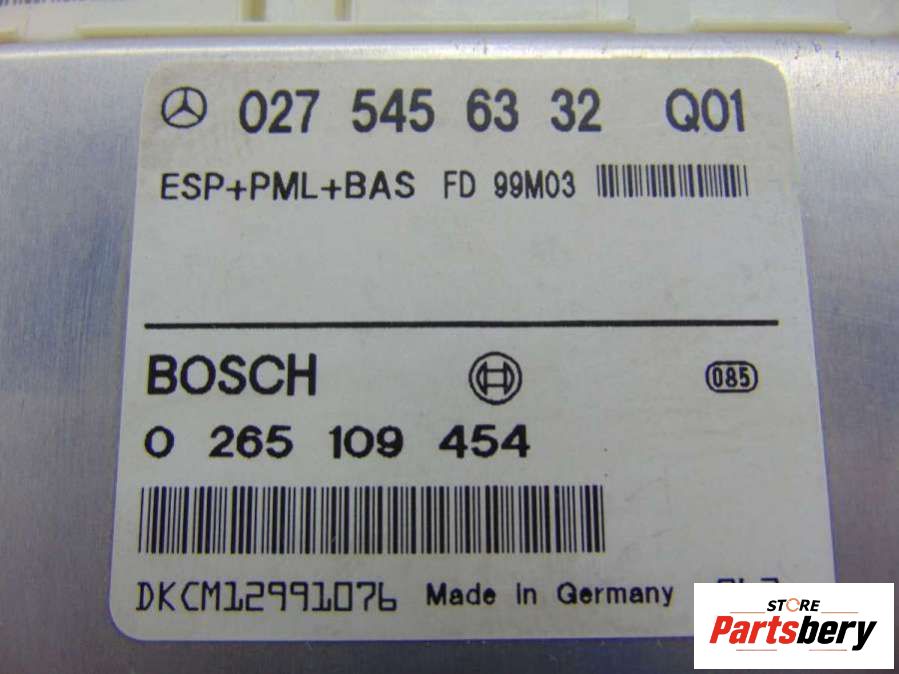 027 545 63 32 Q01
ESP+PML+BAS FD 99M03
BOSCH 085
0 265 109 454
DKCM12991076 Made in Germany
STORE
Partsbery